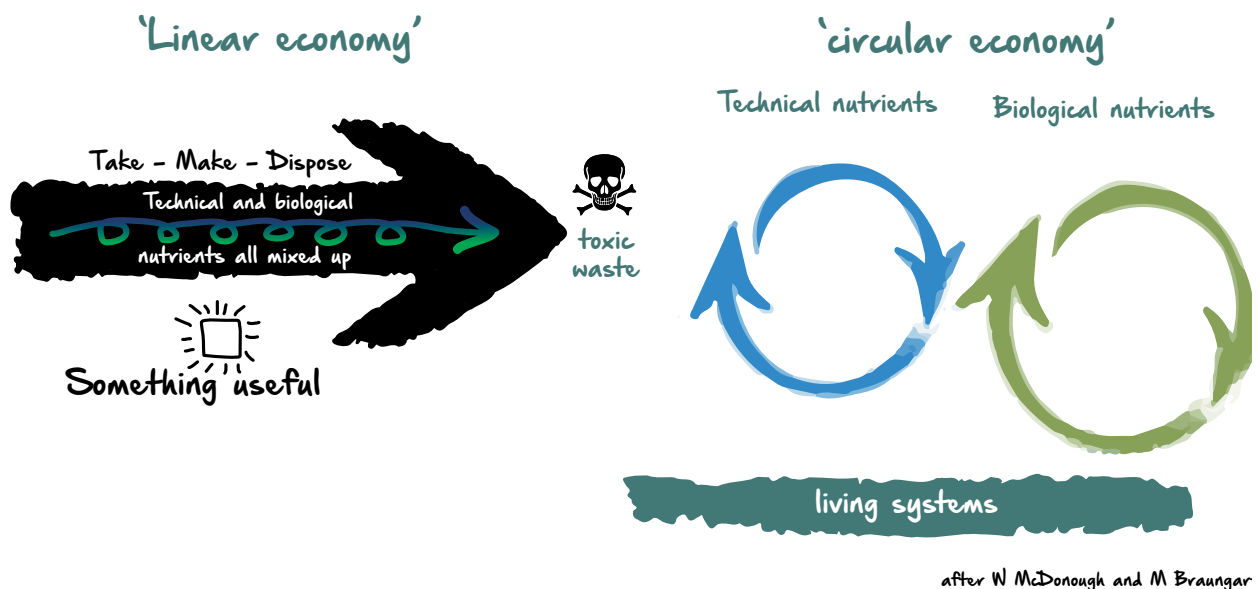 'Linear economy'
Take - Make - Dispose
Technical and biological
nutrients all mixed up
Something useful
toxic
waste
'circular economy'
Technical nutrients
Biological nutrients
living systems
after W McDonough and M Braungar